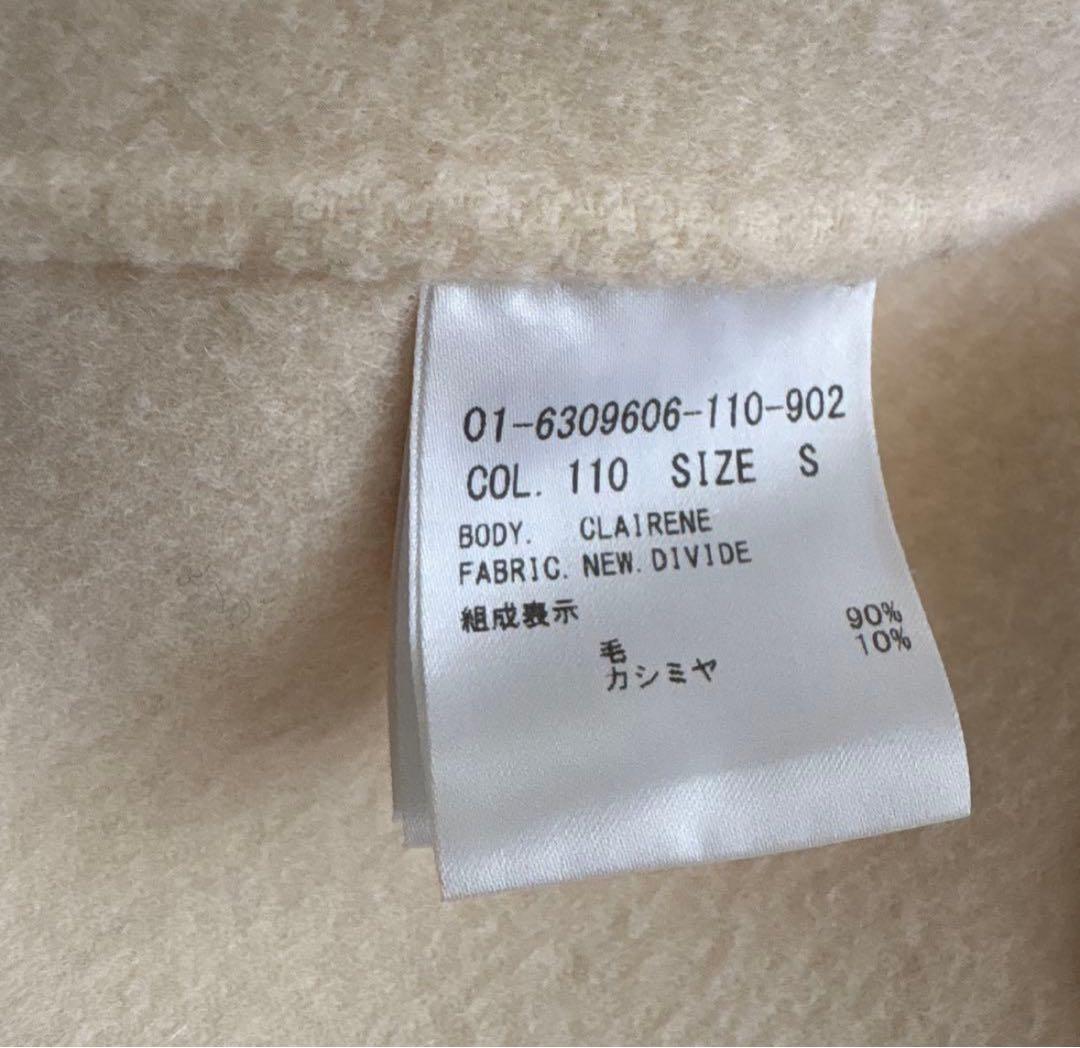 01-6309606-110-902
COL. 110 SIZE S
BODY. CLAIRENE
FABRIC. NEW. DIVIDE
組成表示
毛 90%
カシミヤ 10%